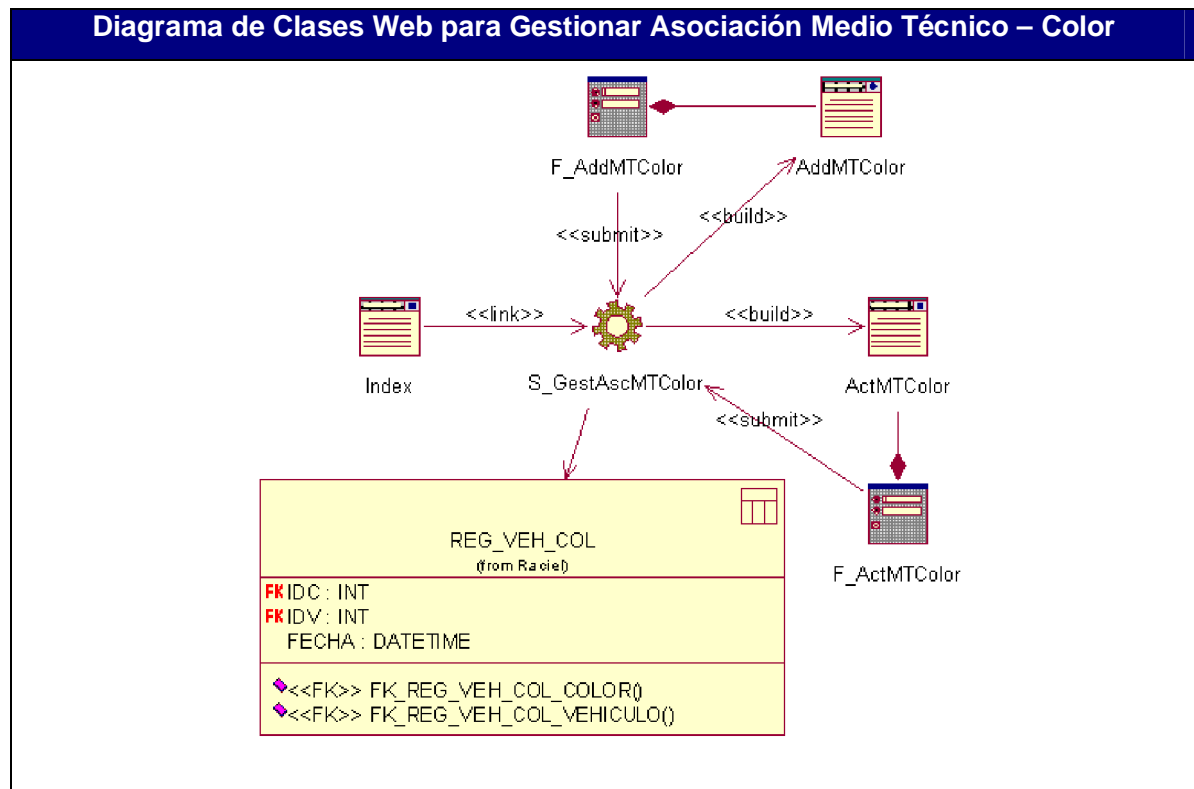 Diagrama de Clases Web para Gestionar Asociación Medio Técnico – Color
F_AddMTColor
AddMTColor
<<build>>
<<submit>>
<<link>>
<<build>>
Index
S_GestAscMTColor
ActMTColor
<<submit>>
REG_VEH_COL
(from Raciel)
F_ActMTColor
FK IDC : INT
FK IDV : INT
FECHA : DATETIME
<<FK>> FK_REG_VEH_COL_COLOR()
<<FK>> FK_REG_VEH_COL_VEHICULO()